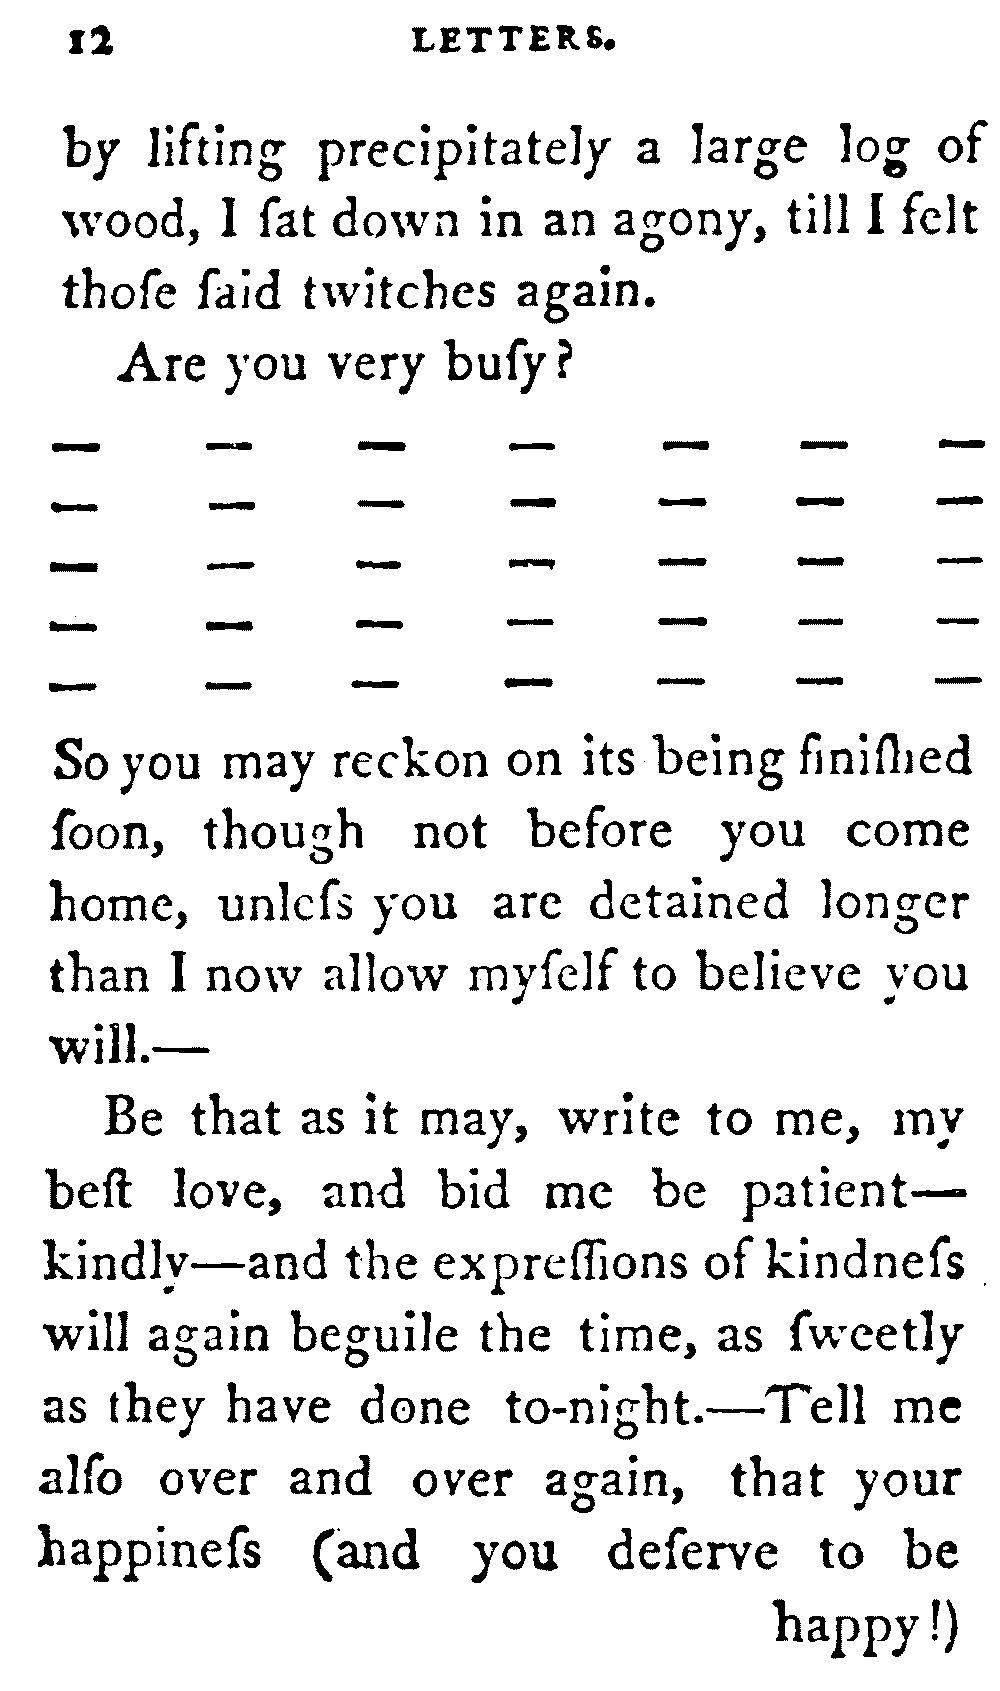 12 LETTERS.
by lifting precipitately a large log of
wood, I ſat down in an agony, till I felt
thoſe ſaid twitches again.
Are you very buſy?
— — — — — — —
— — — — — — —
— — — — — — —
— — — — — — —
— — — — — — —
So you may reckon on its being finiſhed
ſoon, though not before you come
home, unleſs you are detained longer
than I now allow myſelf to believe you
will.—
Be that as it may, write to me, my
beſt love, and bid me be patient—
kindly—and the expreſſions of kindneſs
will again beguile the time, as ſweetly
as they have done to-night.—Tell me
alſo over and over again, that your
happineſs (and you deſerve to be
happy!)